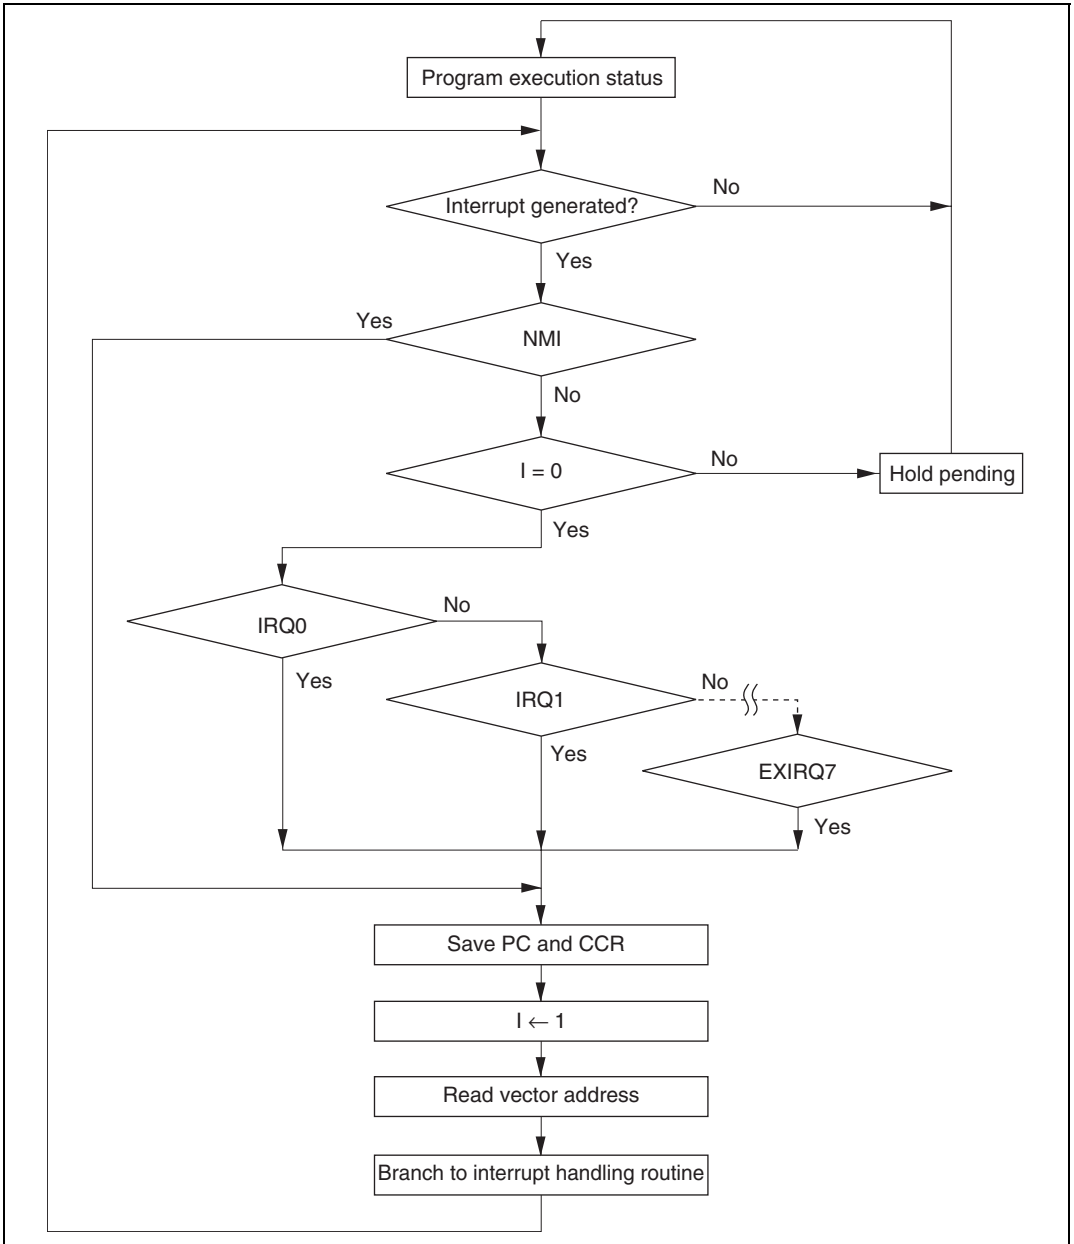 Program execution status
Interrupt generated?
No
Yes
Yes
NMI
No
I = 0
No
Hold pending
Yes
IRQ0
No
Yes
IRQ1
No
Yes
EXIRQ7
Yes
Save PC and CCR
I ← 1
Read vector address
Branch to interrupt handling routine